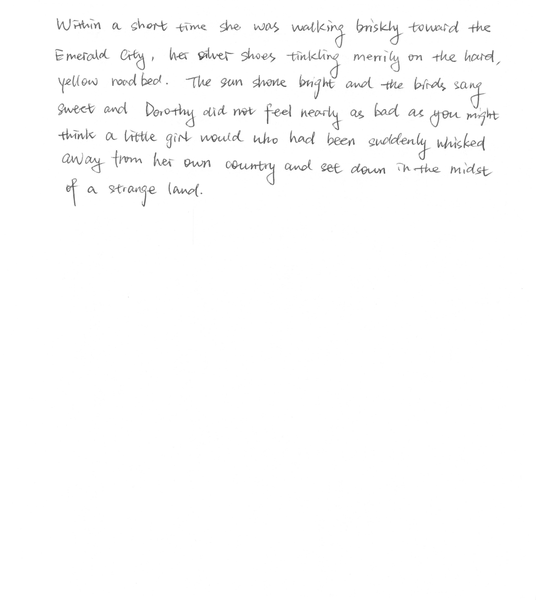 Within a short time she was walking briskly toward the
Emerald City, her silver shoes tinkling merrily on the hard,
yellow roadbed. The sun shone bright and the birds sang
sweet and Dorothy did not feel nearly as bad as you might
think a little girl would who had been suddenly whisked
away from her own country and set down in the midst
of a strange land.